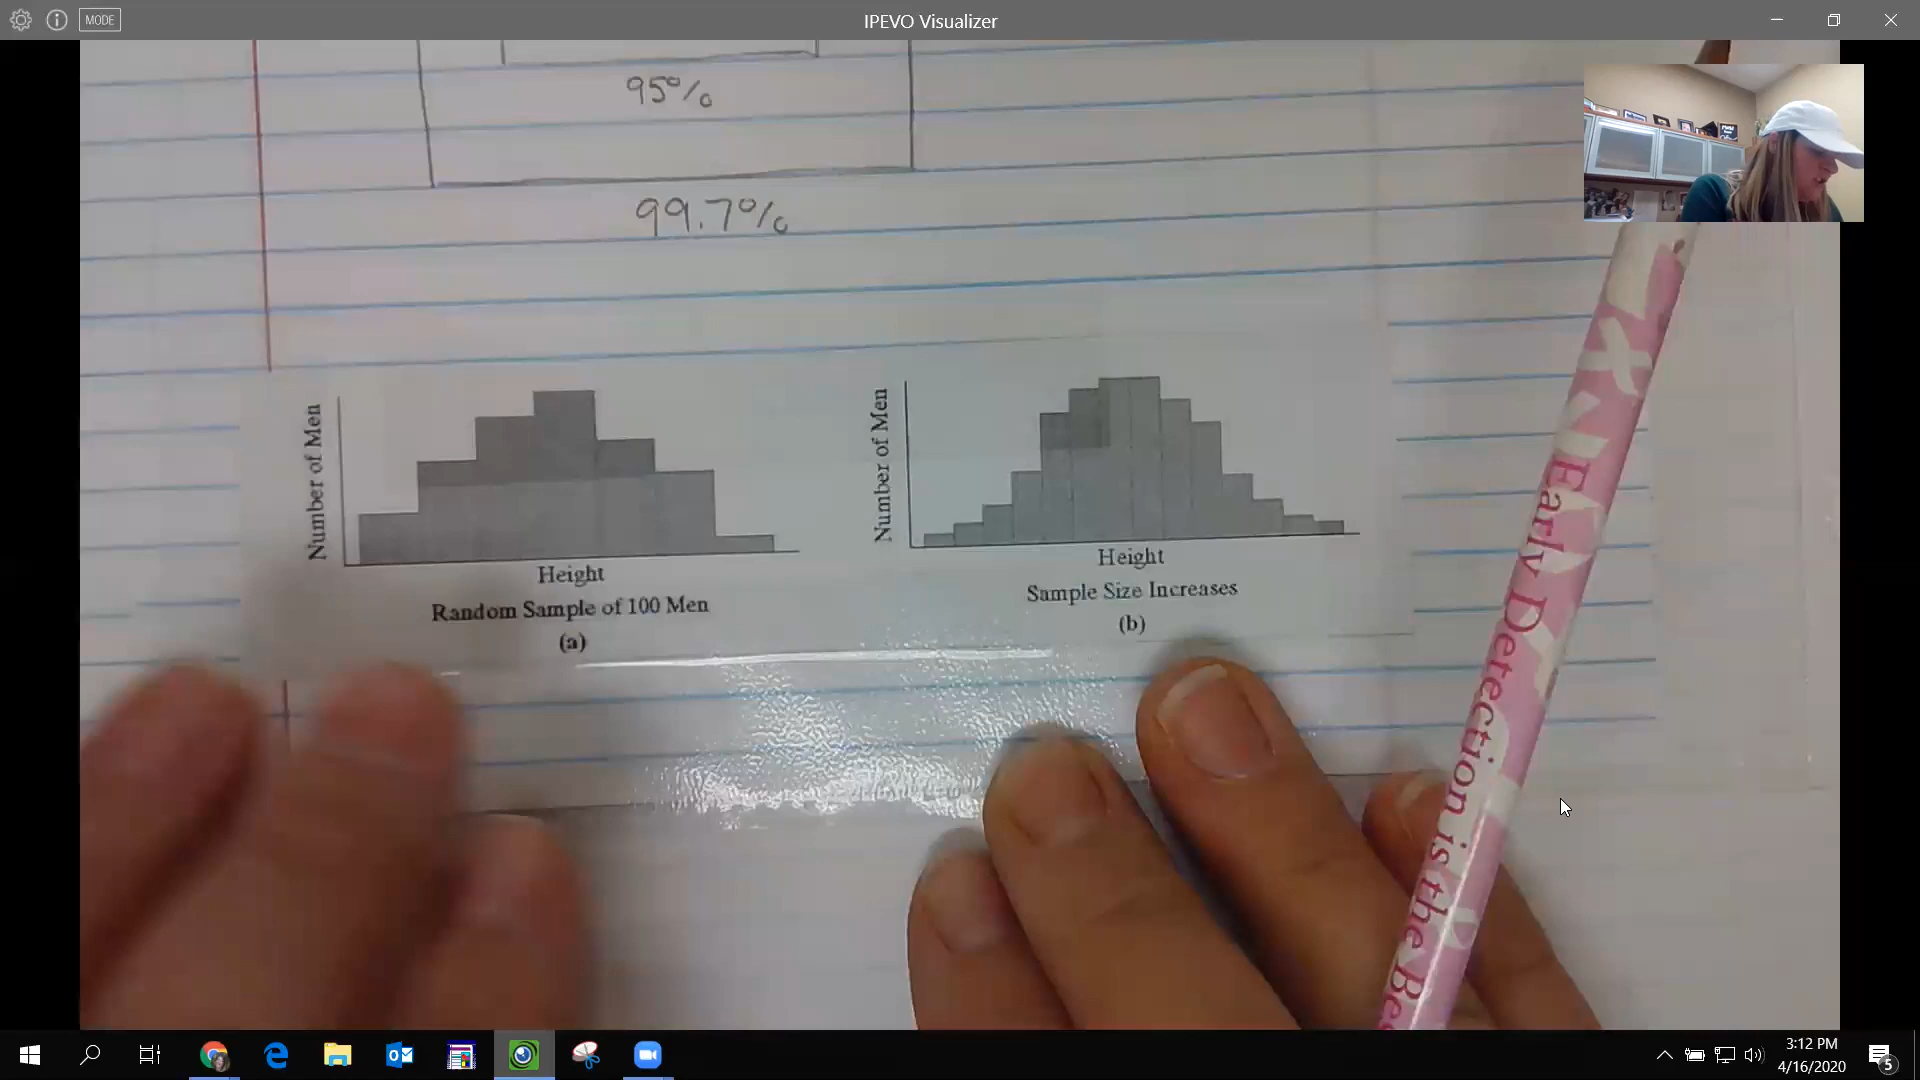 MODE
IPEVO Visualizer
95%
99.7%
Number of Men
Height
Random Sample of 100 Men
(a)
Number of Men
Height
Sample Size Increases
(b)
Early Detection is the Be
3:12 PM
4/16/2020
5